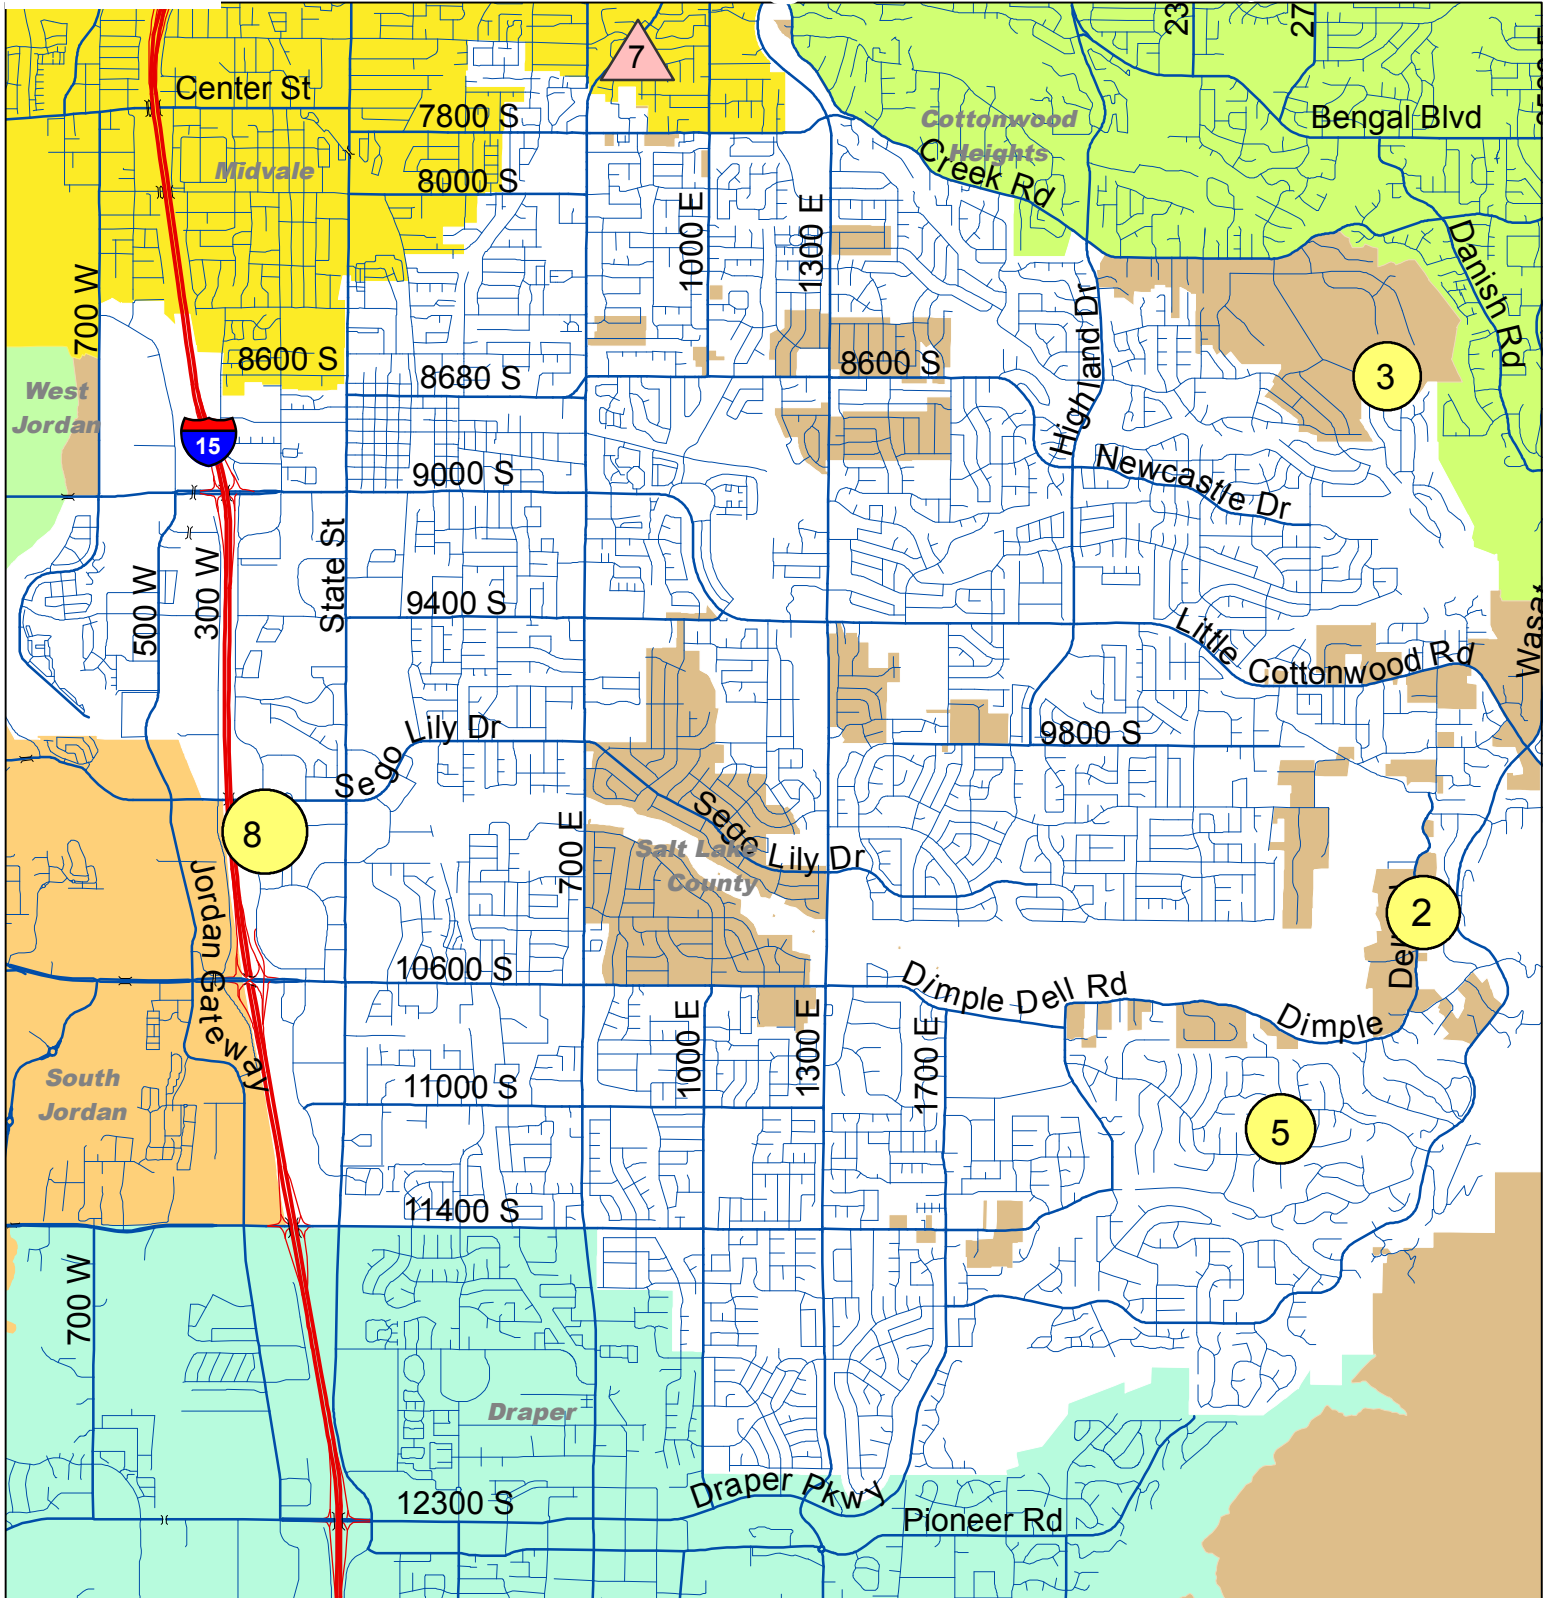 23
27
7
Center St
7800 S
Bengal Blvd
Cottonwood
Heights
Midvale
8000 S
Creek Rd
1000 E
1300 E
Danish Rd
700 W
Highland Dr
8600 S
8680 S
8600 S
3
West
Jordan
15
9000 S
Newcastle Dr
State St
300 W
500 W
9400 S
Little
Cottonwood Rd
Wasat
Sego
Lily Dr
9800 S
8
Sego
Lily Dr
700 E
Salt Lake
County
2
Dell
Jordan Gateway
10600 S
Dimple Dell Rd
Dimple
1000 E
1300 E
1700 E
South
Jordan
11000 S
5
11400 S
700 W
Draper
12300 S
Draper Pkwy
Pioneer Rd